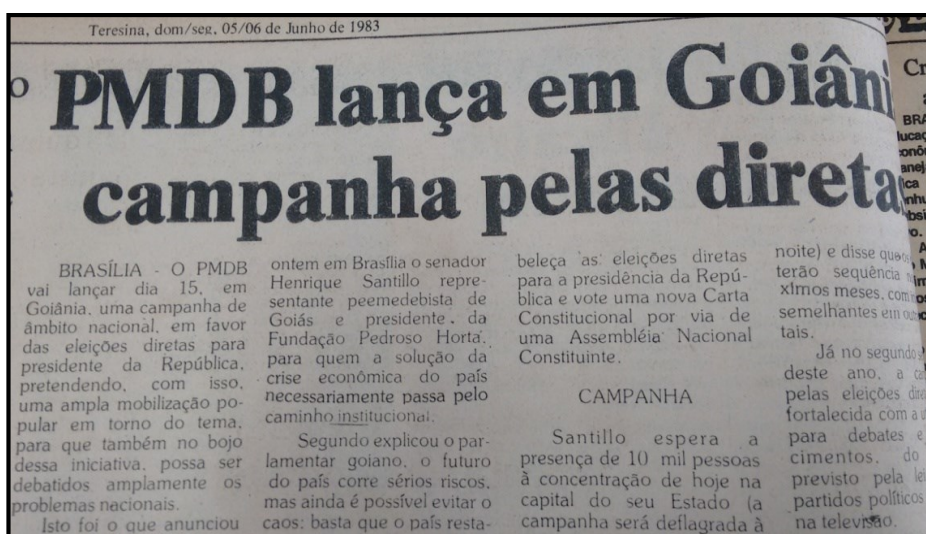 Teresina, dom/seg, 05/06 de Junho de 1983
PMDB lança em Goiâni
campanha pelas direta
BRASÍLIA - O PMDB
vai lançar dia 15, em
Goiânia, uma campanha de
âmbito nacional, em favor
das eleições diretas para
presidente da República,
pretendendo, com isso,
uma ampla mobilização po-
pular em torno do tema,
para que também no bojo
dessa iniciativa, possa ser
debatidos amplamente os
problemas nacionais.
Isto foi o que anunciou
ontem em Brasília o senador
Henrique Santillo repre-
sentante peemedebista de
Goiás e presidente da
Fundação Pedroso Horta,
para quem a solução da
crise econômica do país
necessariamente passa pelo
caminho institucional.
Segundo explicou o par-
lamentar goiano, o futuro
do país corre sérios riscos,
mas ainda é possível evitar o
caos: basta que o país resta-
beleça as eleições diretas
para a presidência da Repú-
blica e vote uma nova Carta
Constitucional por via de
uma Assembléia Nacional
Constituinte.
CAMPANHA
Santillo espera a
presença de 10 mil pessoas
à concentração de hoje na
capital do seu Estado (a
campanha será deflagrada à
noite) e disse que os
terão sequência
ximos meses, com
semelhantes em
tais.
Já no segundo
deste ano, a
pelas eleições
fortalecida com a
para debates e
cimentos, do
previsto pela lei
partidos políticos
na televisão.